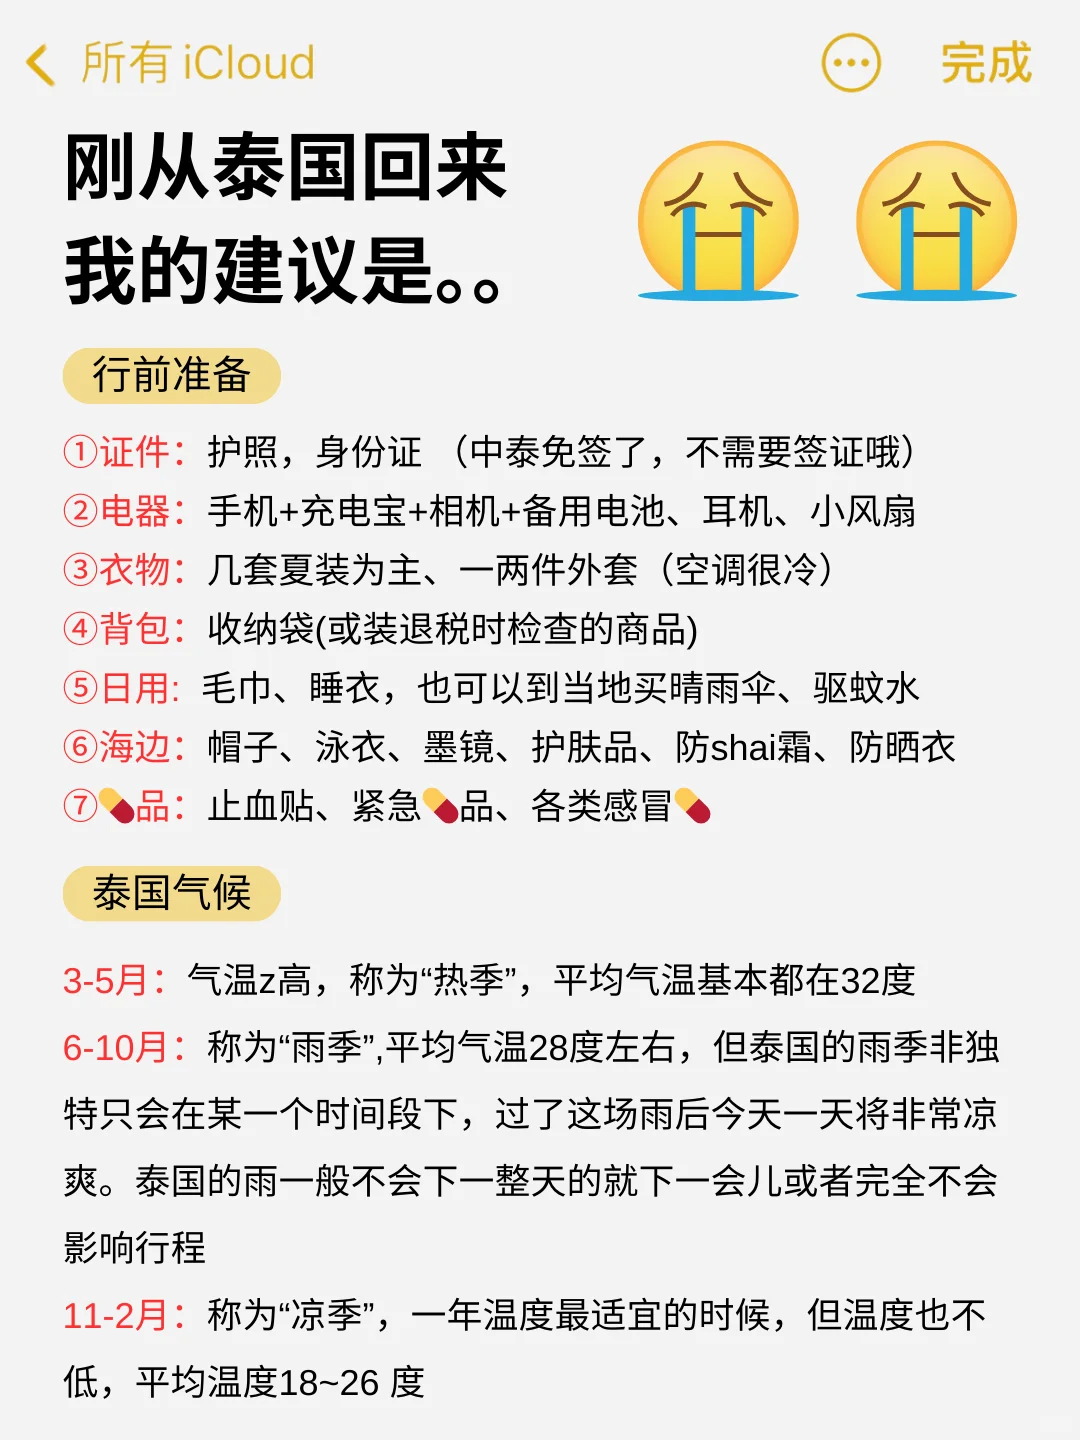 所有 iCloud
完成
刚从泰国回来
我的建议是。。
行前准备
①证件：护照，身份证 （中泰免签了，不需要签证哦）
②电器：手机+充电宝+相机+备用电池、耳机、小风扇
③衣物：几套夏装为主、一两件外套（空调很冷）
④背包：收纳袋(或装退税时检查的商品)
⑤日用: 毛巾、睡衣，也可以到当地买晴雨伞、驱蚊水
⑥海边：帽子、泳衣、墨镜、护肤品、防shai霜、防晒衣
⑦💊品：止血贴、紧急💊品、各类感冒💊
泰国气候
3-5月：气温z高，称为“热季”，平均气温基本都在32度
6-10月：称为“雨季”,平均气温28度左右，但泰国的雨季非独
特只会在某一个时间段下，过了这场雨后今天一天将非常凉
爽。泰国的雨一般不会下一整天的就下一会儿或者完全不会
影响行程
11-2月：称为“凉季”，一年温度最适宜的时候，但温度也不
低，平均温度18~26 度